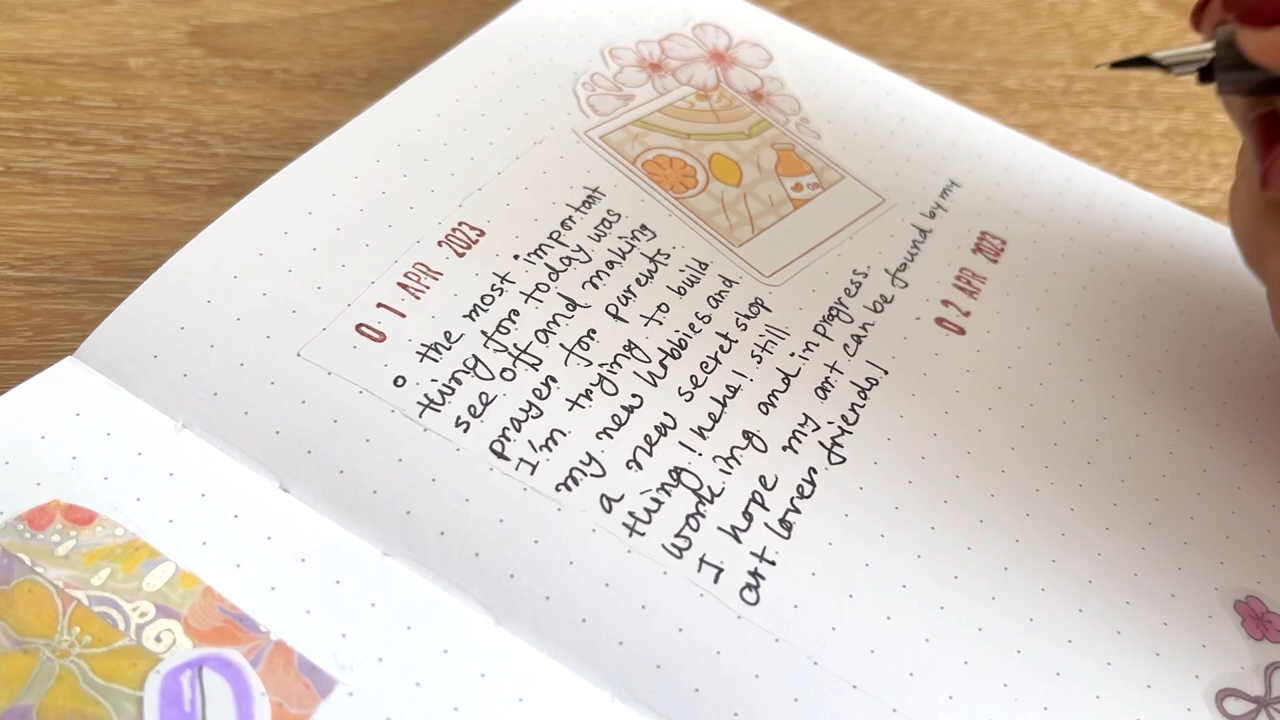 01 APR 2023
o the most important
thing for today was
see off and making
prayer for parents.
I'm trying to build
my new hobbies and
a new secret shop
thing! hehe! still
work ing and in progress.
I hope my art can be found by my
art lover friends!
02 APR 2023